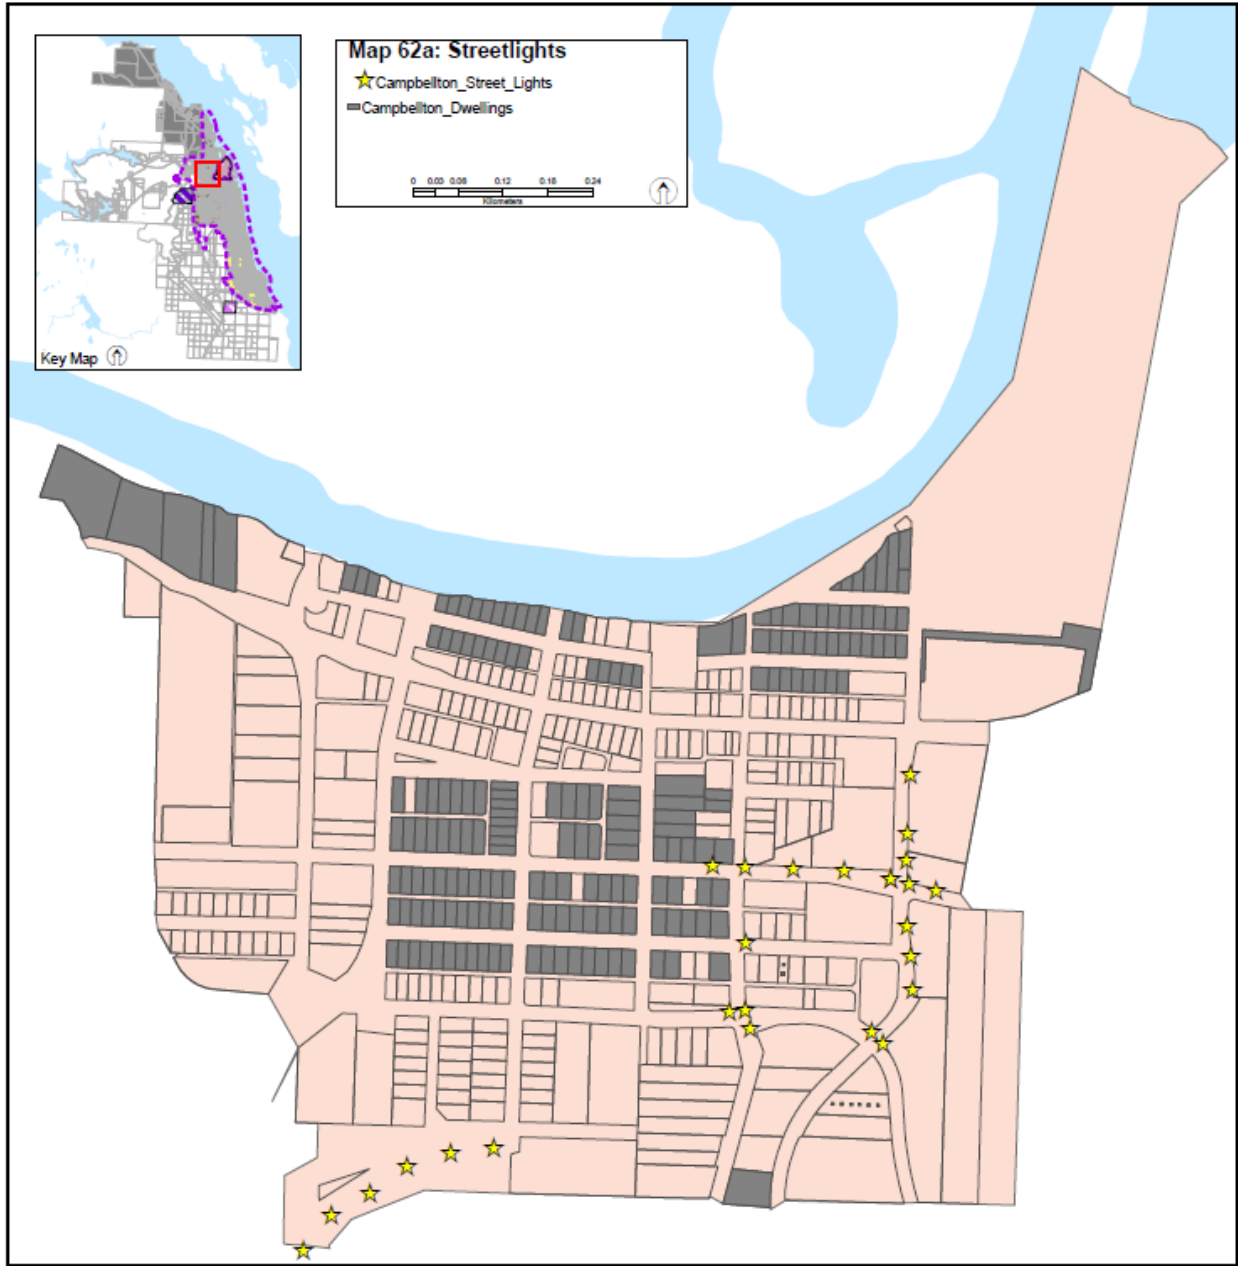 Map 62a: Streetlights
Campbellton_Street_Lights
Campbellton_Dwellings
0 0.03 0.06 0.12 0.18 0.24
Kilometers
Key Map